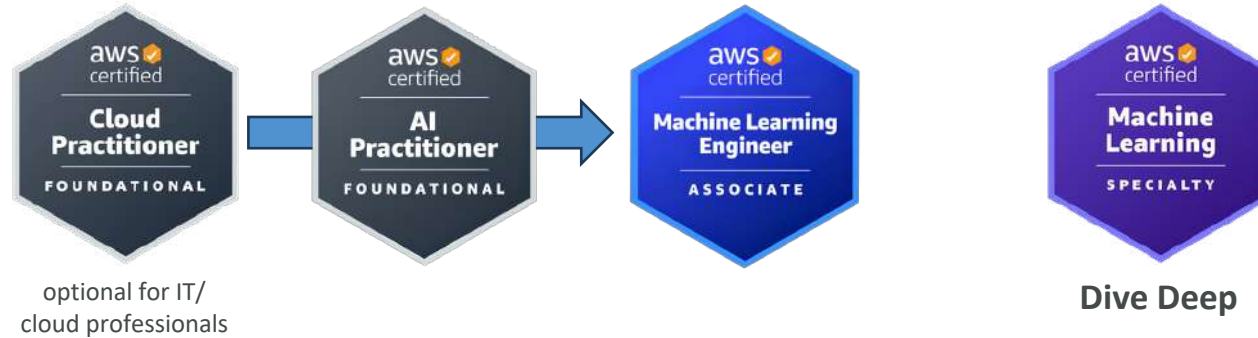 aws
certified
Cloud
Practitioner
FOUNDATIONAL
optional for IT/
cloud professionals
aws
certified
AI
Practitioner
FOUNDATIONAL
aws
certified
Machine Learning
Engineer
ASSOCIATE
aws
certified
Machine
Learning
SPECIALTY
Dive Deep